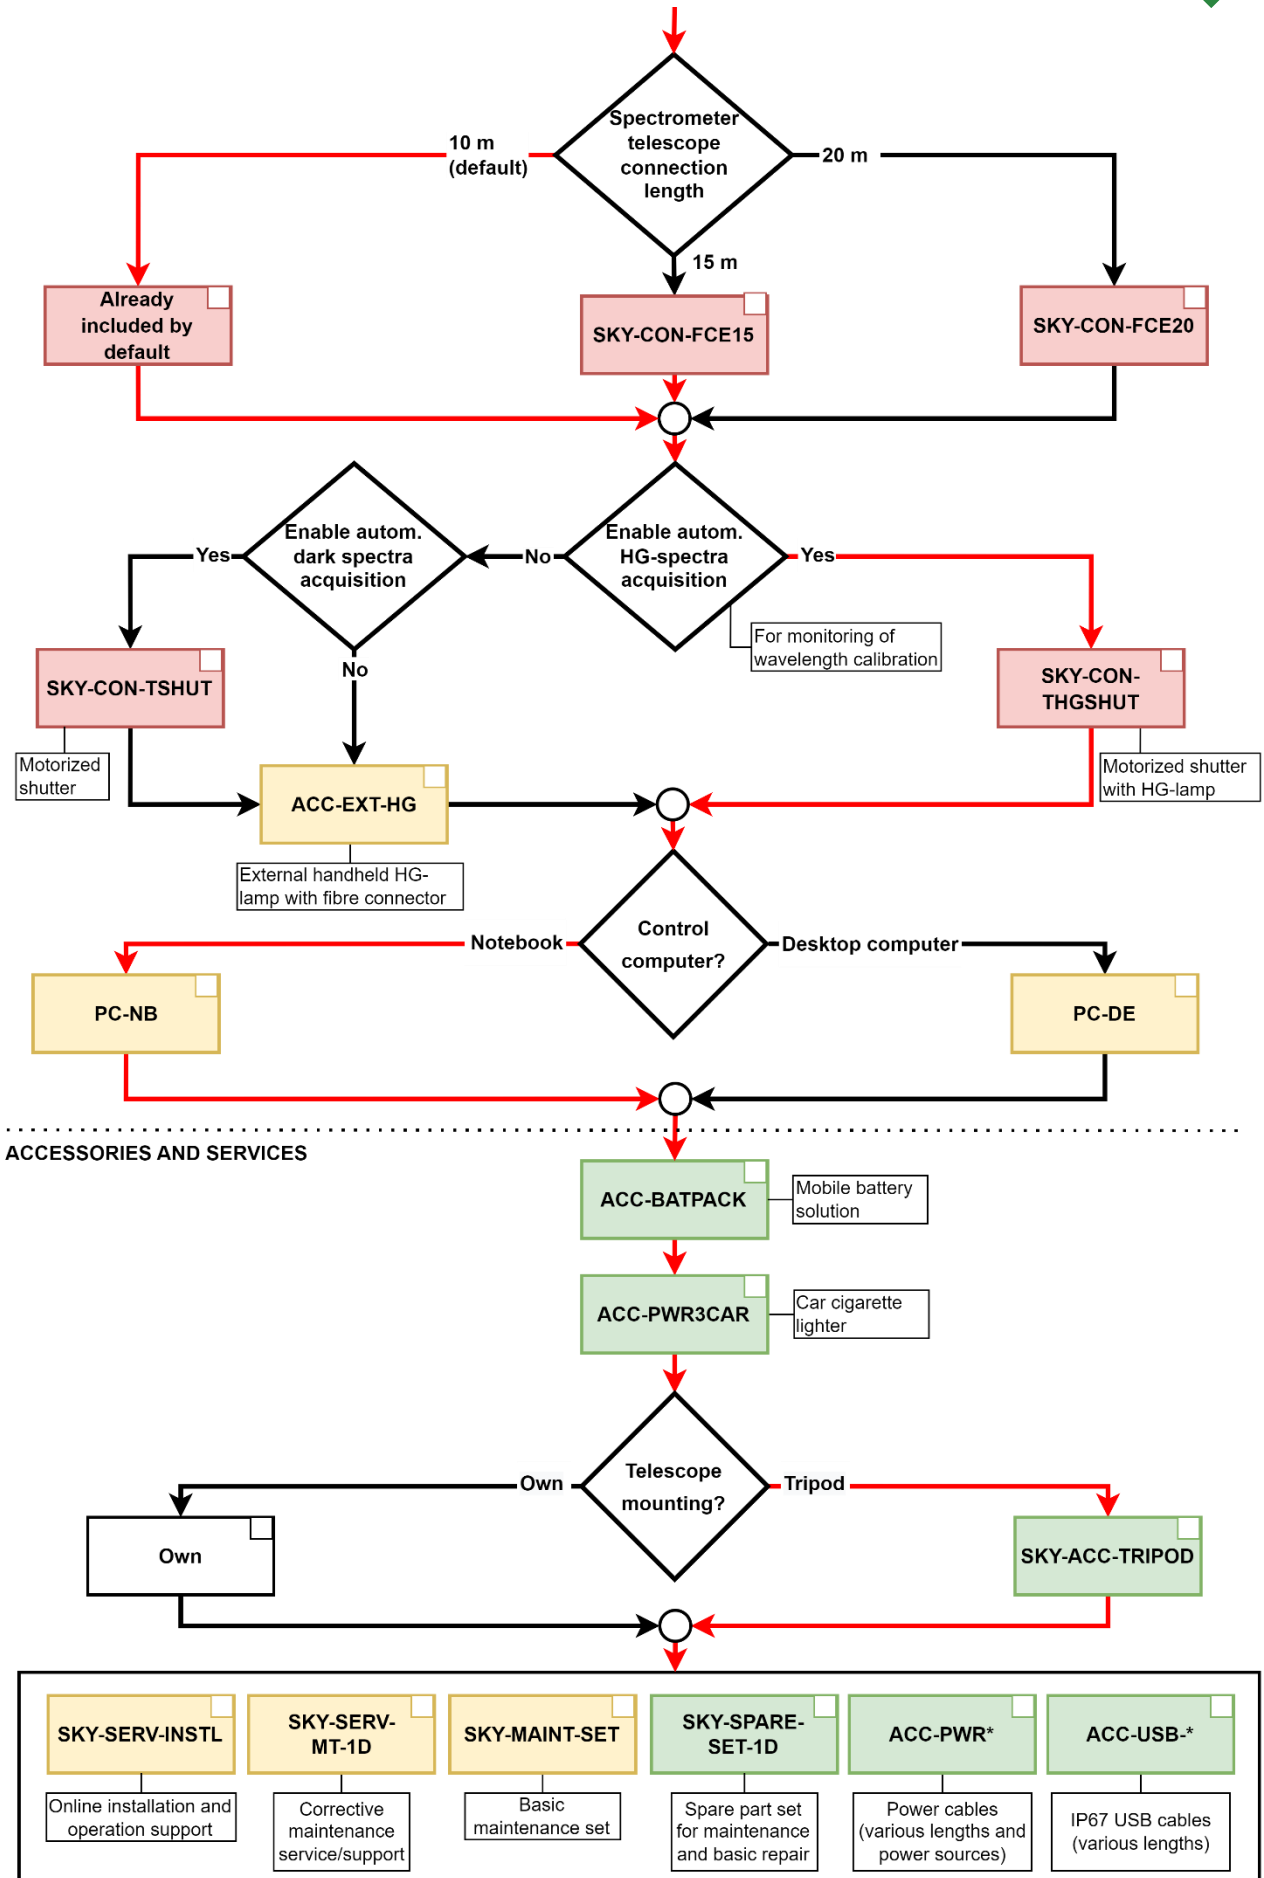 Spectrometer
telescope
connection
length
10 m
(default)
20 m
15 m
Already
included by
default
SKY-CON-FCE15
SKY-CON-FCE20
Enable autom.
dark spectra
acquisition
Enable autom.
HG-spectra
acquisition
Yes
No
Yes
For monitoring of
wavelength calibration
No
SKY-CON-TSHUT
SKY-CON-
THGSHUT
Motorized
shutter
Motorized shutter
with HG-lamp
ACC-EXT-HG
External handheld HG-
lamp with fibre connector
Control
computer?
Notebook
Desktop computer
PC-NB
PC-DE
ACCESSORIES AND SERVICES
ACC-BATPACK
Mobile battery
solution
ACC-PWR3CAR
Car cigarette
lighter
Telescope
mounting?
Own
Tripod
Own
SKY-ACC-TRIPOD
SKY-SERV-INSTL
SKY-SERV-
MT-1D
SKY-MAINT-SET
SKY-SPARE-
SET-1D
ACC-PWR*
ACC-USB-*
Online installation and
operation support
Corrective
maintenance
service/support
Basic
maintenance set
Spare part set
for maintenance
and basic repair
Power cables
(various lengths and
power sources)
IP67 USB cables
(various lengths)